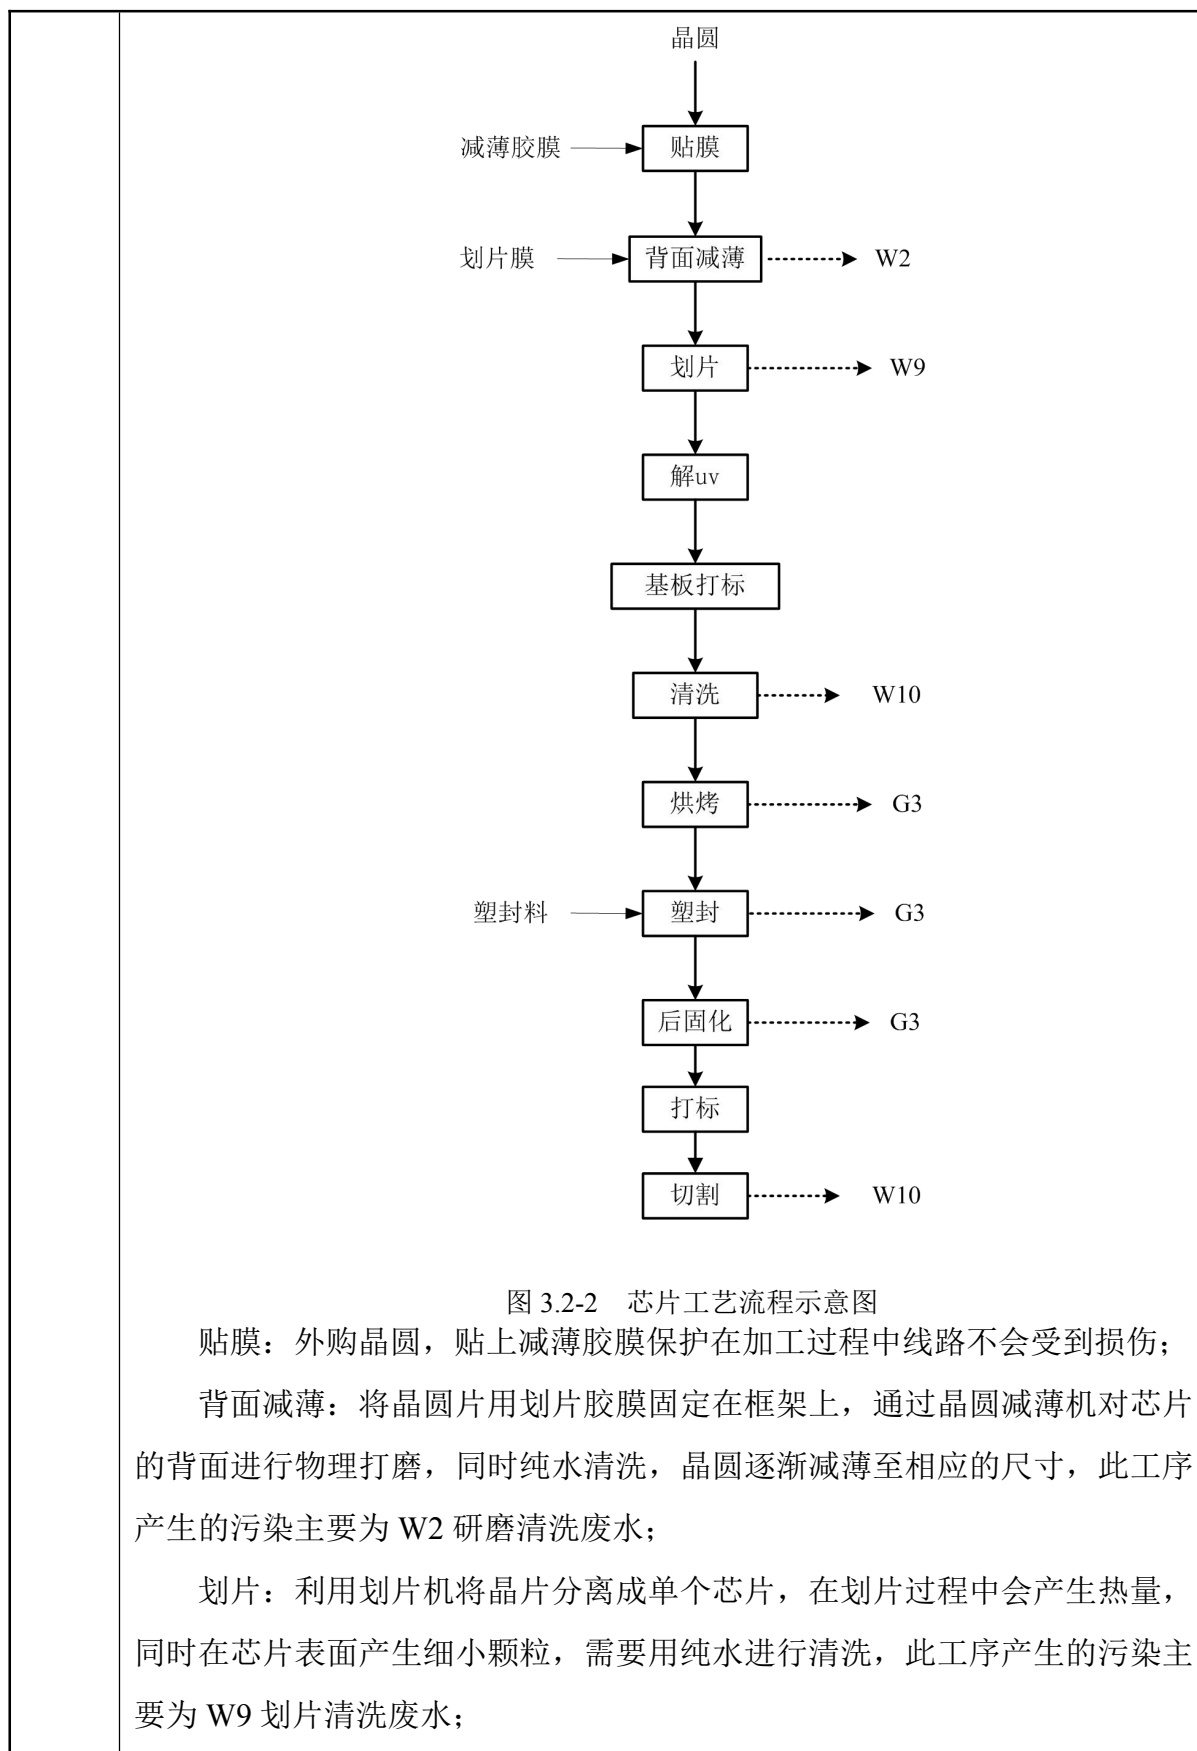 晶圆
减薄胶膜
贴膜
划片膜
背面减薄
W2
划片
W9
解uv
基板打标
清洗
W10
烘烤
G3
塑封料
塑封
G3
后固化
G3
打标
切割
W10
图 3.2-2 芯片工艺流程示意图
贴膜：外购晶圆，贴上减薄胶膜保护在加工过程中线路不会受到损伤；
背面减薄：将晶圆片用划片胶膜固定在框架上，通过晶圆减薄机对芯片
的背面进行物理打磨，同时纯水清洗，晶圆逐渐减薄至相应的尺寸，此工序
产生的污染主要为 W2 研磨清洗废水；
划片：利用划片机将晶片分离成单个芯片，在划片过程中会产生热量，
同时在芯片表面产生细小颗粒，需要用纯水进行清洗，此工序产生的污染主
要为 W9 划片清洗废水；